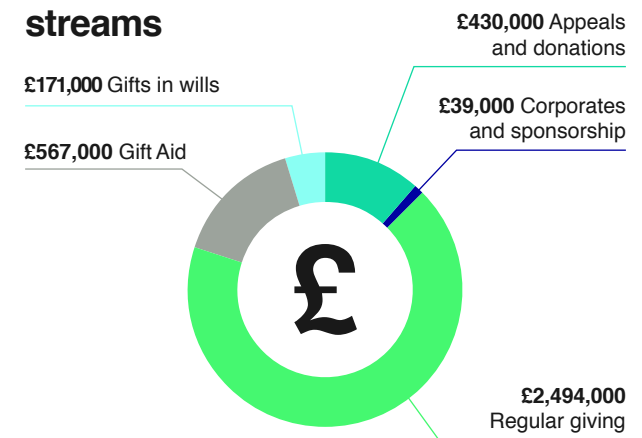 streams
£430,000 Appeals
and donations
£171,000 Gifts in wills
£39,000 Corporates
and sponsorship
£567,000 Gift Aid
£
£2,494,000
Regular giving